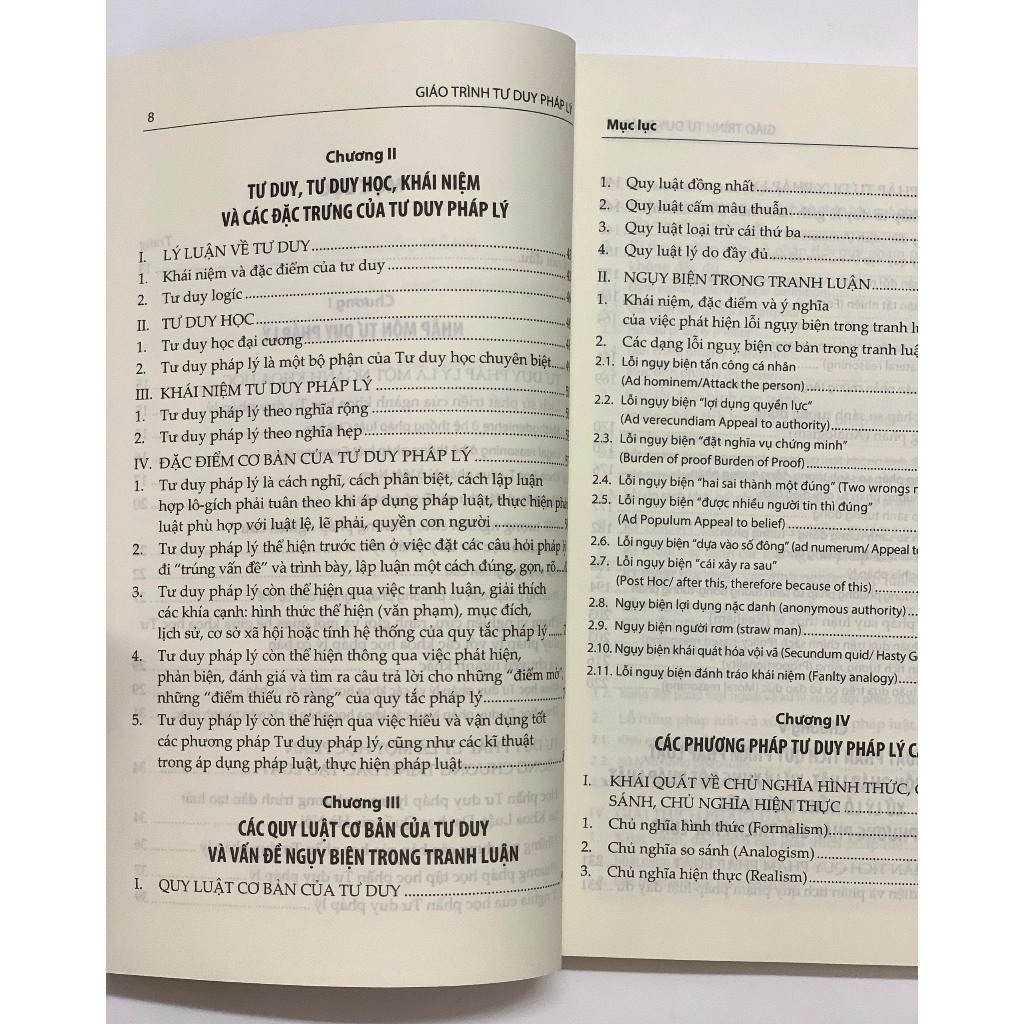 8
GIÁO TRÌNH TƯ DUY PHÁP LÝ
Chương II
TƯ DUY, TƯ DUY HỌC, KHÁI NIỆM
VÀ CÁC ĐẶC TRƯNG CỦA TƯ DUY PHÁP LÝ
I. LÝ LUẬN VỀ TƯ DUY
1. Khái niệm và đặc điểm của tư duy
2. Tư duy logíc
II. TƯ DUY HỌC
1. Tư duy học đại cương
2. Tư duy pháp lý là một bộ phận của Tư duy học chuyên biệt
III. KHÁI NIỆM TƯ DUY PHÁP LÝ
1. Tư duy pháp lý theo nghĩa rộng
2. Tư duy pháp lý theo nghĩa hẹp
IV. ĐẶC ĐIỂM CƠ BẢN CỦA TƯ DUY PHÁP LÝ
1. Tư duy pháp lý là cách nghĩ, cách phân biệt, cách lập luận
hợp lô-gích phải tuân theo khi áp dụng pháp luật, thực hiện
luật phù hợp với luật lệ, lẽ phải, quyền con người
2. Tư duy pháp lý thể hiện trước tiên ở việc đặt các câu hỏi pháp
đi “trúng vấn đề” và trình bày, lập luận một cách đúng, gọn, rõ
3. Tư duy pháp lý còn thể hiện qua việc tranh luận, giải thích
các khía cạnh: hình thức thể hiện (văn phạm), mục đích,
lịch sử, cơ sở xã hội hoặc tính hệ thống của quy tắc pháp lý
4. Tư duy pháp lý còn thể hiện thông qua việc phát hiện,
phản biện, đánh giá và tìm ra câu trả lời cho những “điểm mờ”,
những “điểm thiếu rõ ràng” của quy tắc pháp lý
5. Tư duy pháp lý còn thể hiện qua việc hiểu và vận dụng tốt
các phương pháp Tư duy pháp lý, cũng như các kĩ thuật
trong áp dụng pháp luật, thực hiện pháp luật
Chương III
CÁC QUY LUẬT CƠ BẢN CỦA TƯ DUY
VÀ VẤN ĐỀ NGỤY BIỆN TRONG TRANH LUẬN
I. QUY LUẬT CƠ BẢN CỦA TƯ DUY
Mục lục
1. Quy luật đồng nhất
2. Quy luật cấm mâu thuẫn
3. Quy luật loại trừ cái thứ ba
4. Quy luật lý do đầy đủ
II. NGỤY BIỆN TRONG TRANH LUẬN
1. Khái niệm, đặc điểm và ý nghĩa
của việc phát hiện lỗi ngụy biện trong tranh
2. Các dạng lỗi nguỵ biện cơ bản trong tranh
2.1. Lỗi ngụy biện tấn công cá nhân
(Ad hominem/Attack the person)
2.2. Lỗi ngụy biện “lợi dụng quyền lực”
(Ad verecundiam Appeal to authority)
2.3. Lỗi ngụy biện “đặt nghĩa vụ chứng minh”
(Burden of proof Burden of Proof)
2.4. Lỗi ngụy biện “hai sai thành một đúng” (Two wrongs
2.5. Lỗi ngụy biện “được nhiều người tin thì đúng”
(Ad Populum Appeal to belief)
2.6. Lỗi ngụy biện “dựa vào số đông” (ad numerum/ Appeal to
2.7. Lỗi ngụy biện “cái xảy ra sau”
(Post Hoc/ after this, therefore because of this)
2.8. Ngụy biện lợi dụng nặc danh (anonymous authority)
2.9. Ngụy biện người rơm (straw man)
2.10. Ngụy biện khái quát hóa vội vã (Secundum quid/ Hasty
2.11. Lỗi ngụy biện đánh tráo khái niệm (Fanlty analogy)
Chương IV
CÁC PHƯƠNG PHÁP TƯ DUY PHÁP LÝ
I. KHÁI QUÁT VỀ CHỦ NGHĨA HÌNH THỨC,
SÁNH, CHỦ NGHĨA HIỆN THỰC
1. Chủ nghĩa hình thức (Formalism)
2. Chủ nghĩa so sánh (Analogism)
3. Chủ nghĩa hiện thực (Realism)